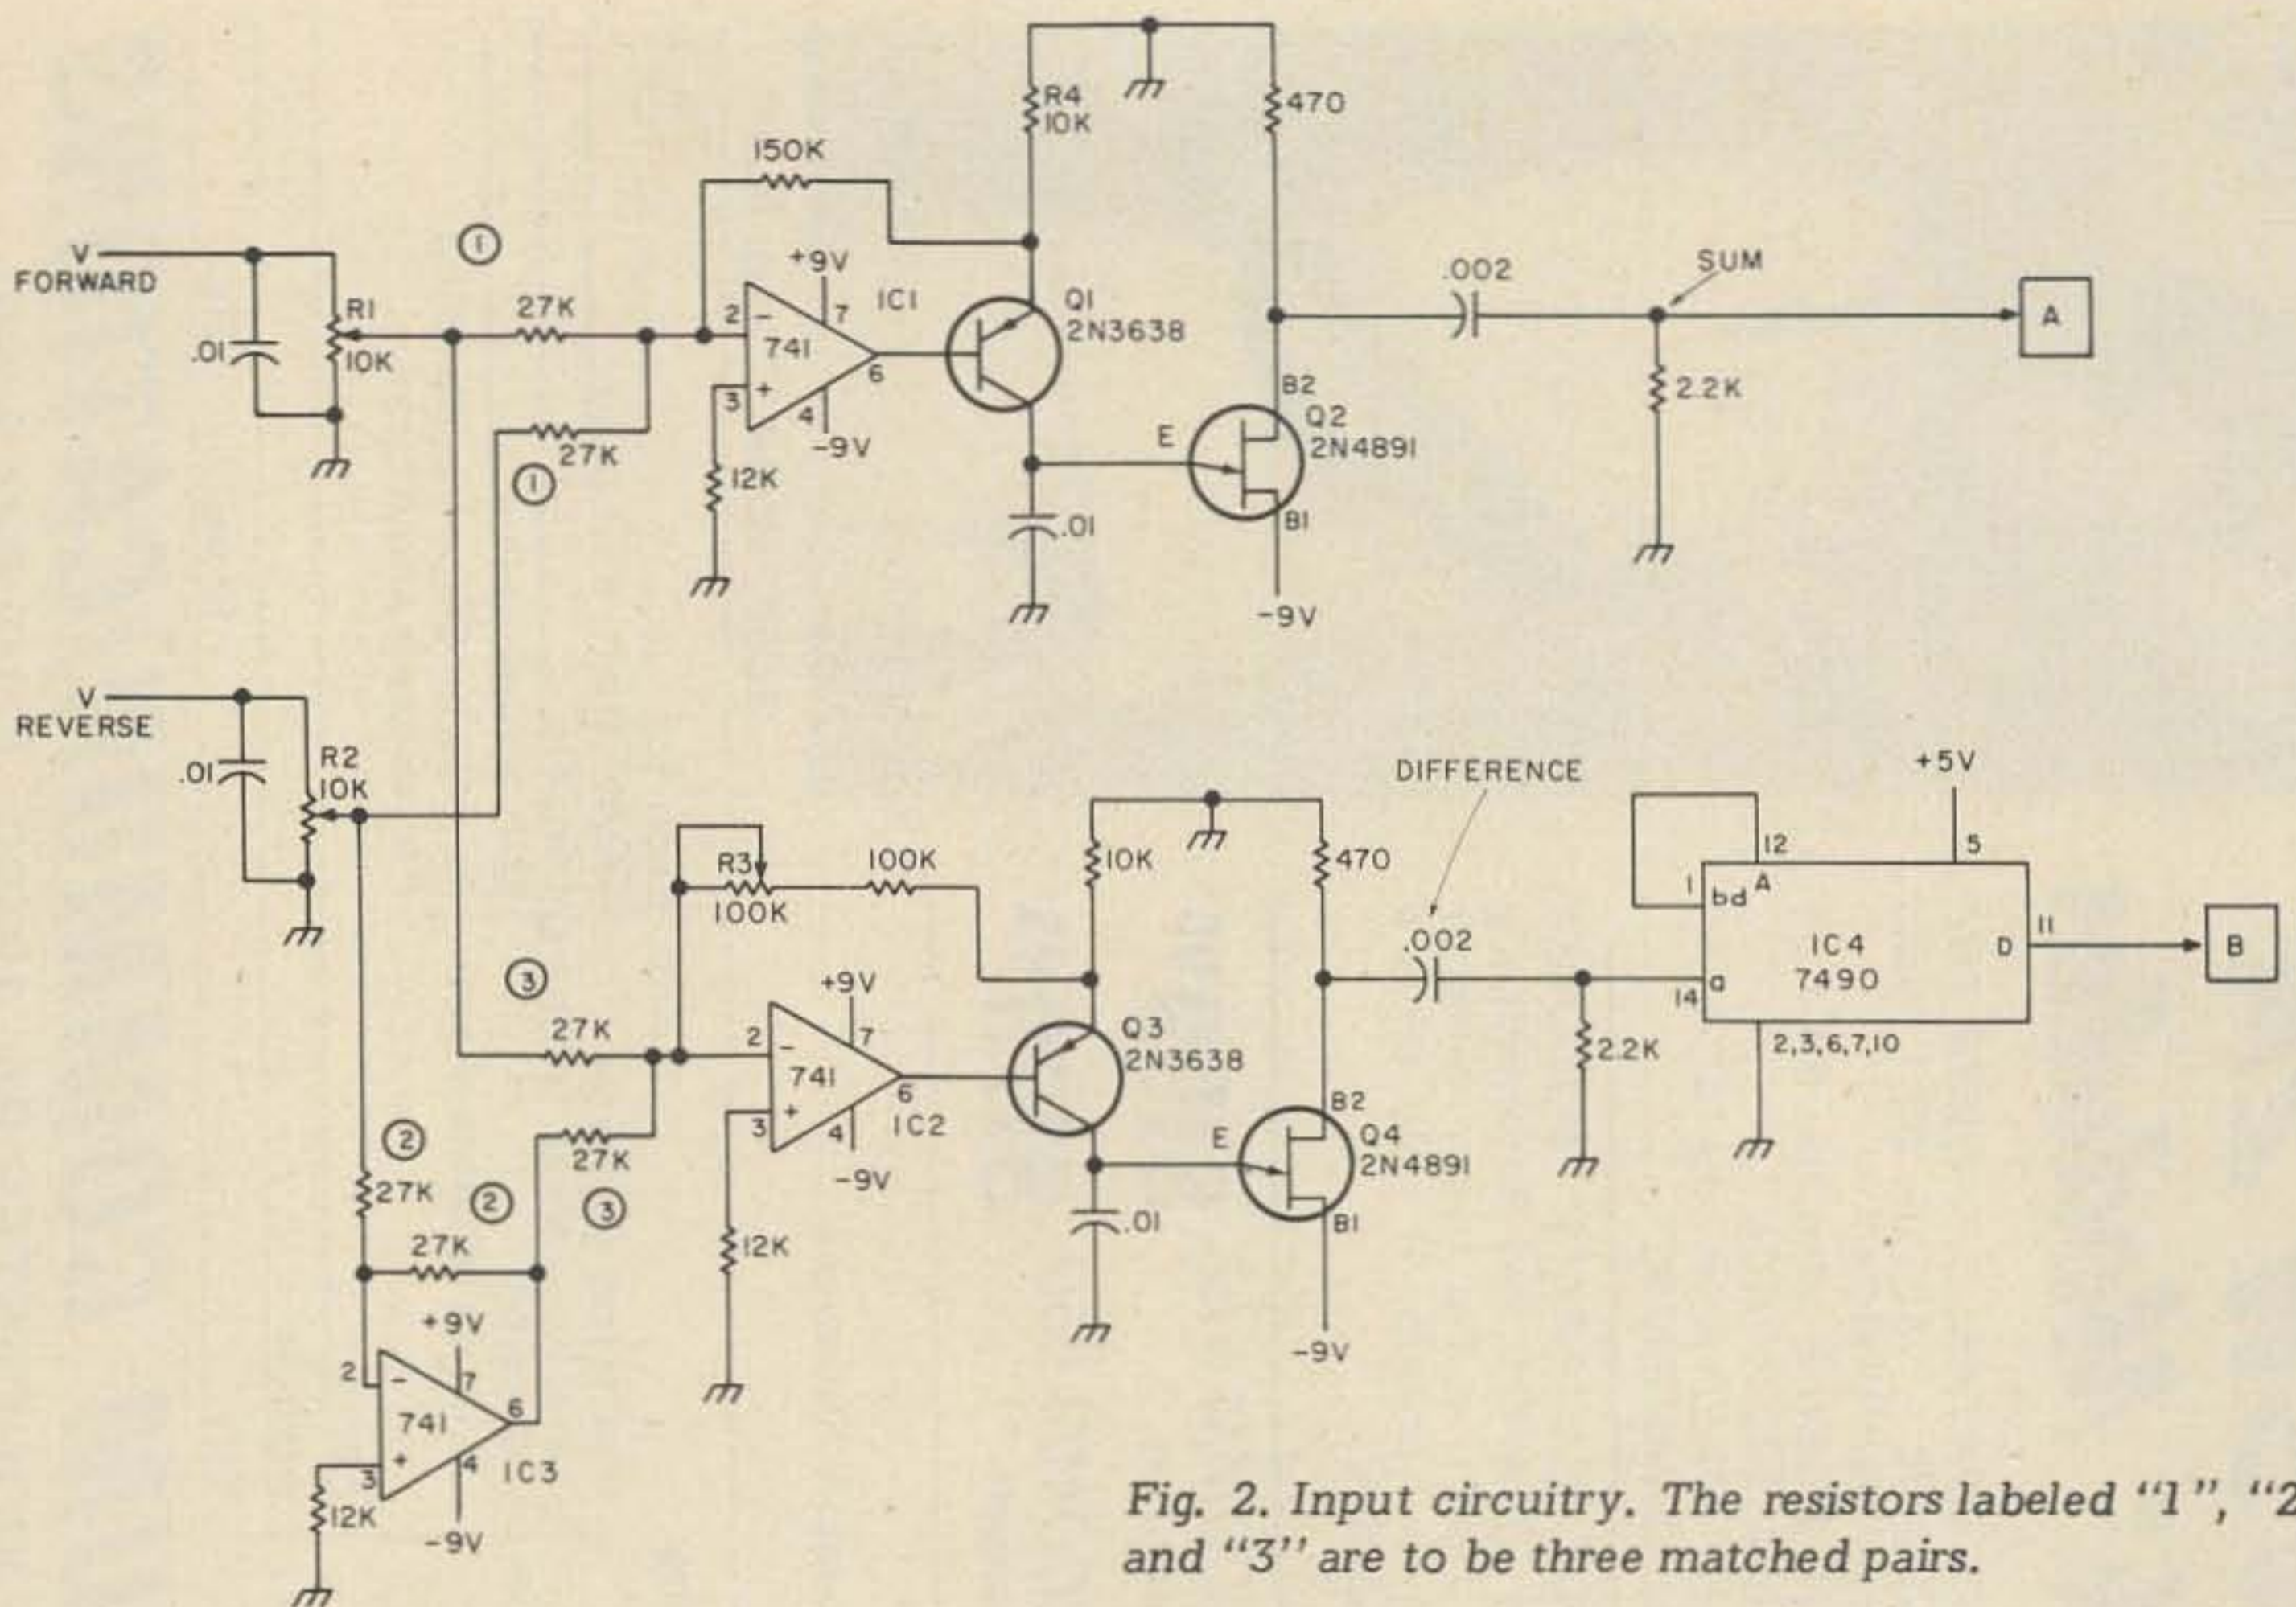 V
FORWARD
.01
R1
10K
1
27K
27K
1
150K
+9V
7
IC1
2
-
741
6
3
+
4
-9V
12K
R4
10K
470
Q1
2N3638
E
.01
B2
Q2
2N4891
B1
-9V
.002
SUM
2.2K
A
V
REVERSE
.01
R2
10K
R3
100K
100K
3
27K
27K
3
2
27K
2
27K
+9V
7
2
-
741
6
3
+
4
IC3
12K
-9V
+9V
7
2
-
741
6
3
+
4
IC2
-9V
12K
10K
470
Q3
2N3638
E
.01
B2
Q4
2N4891
B1
-9V
DIFFERENCE
.002
2.2K
+5V
12
5
1
bd
A
IC4
7490
a
14
D
11
2,3,6,7,10
B
Fig. 2. Input circuitry. The resistors labeled "1", "2
and "3" are to be three matched pairs.